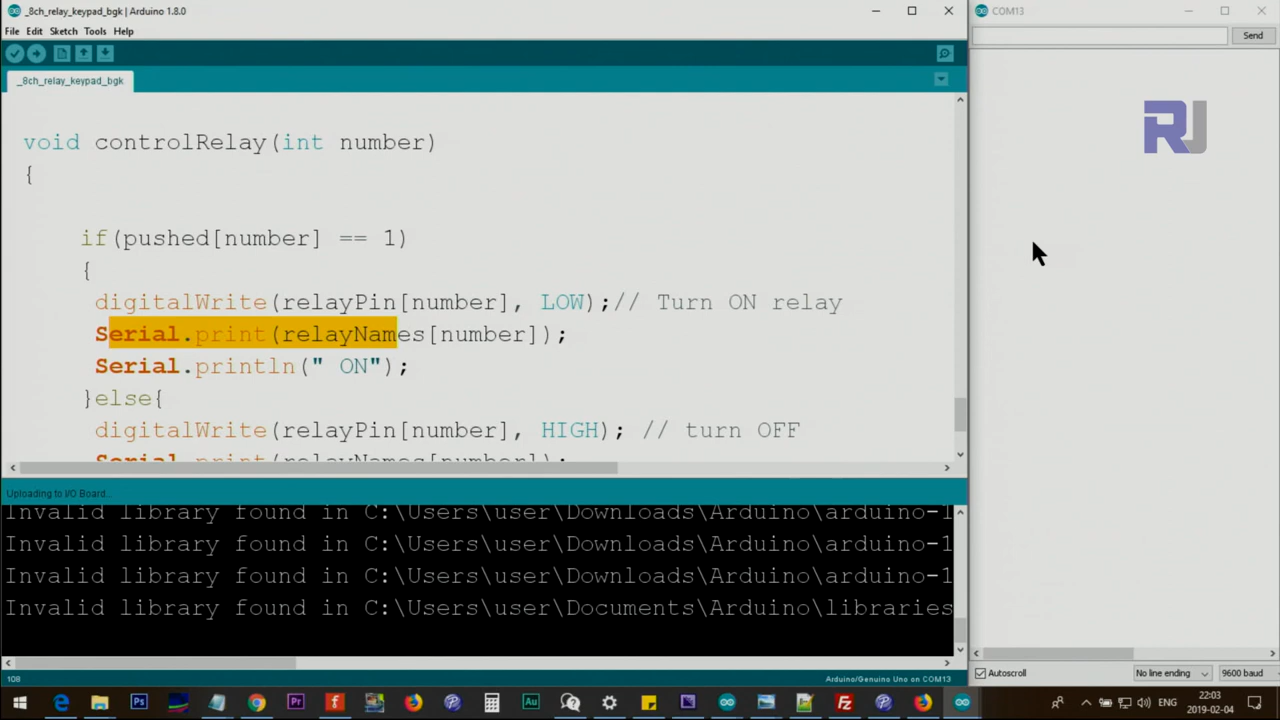 _8ch_relay_keypad_bgk | Arduino 1.8.0
File Edit Sketch Tools Help
_8ch_relay_keypad_bgk
void controlRelay(int number)
{
if(pushed[number] == 1)
{
digitalWrite(relayPin[number], LOW);// Turn ON relay
Serial.print(relayNames[number]);
Serial.println(" ON");
}else{
digitalWrite(relayPin[number], HIGH); // turn OFF
Serial.print(relayNames[number]);
Uploading to I/O Board...
Invalid library found in C:\Users\user\Downloads\Arduino\arduino-1
Invalid library found in C:\Users\user\Downloads\Arduino\arduino-1
Invalid library found in C:\Users\user\Downloads\Arduino\arduino-1
Invalid library found in C:\Users\user\Documents\Arduino\libraries
108
Arduino/Genuino Uno on COM13
COM13
Send
RJ
Autoscroll
No line ending
9600 baud
Ps
Pr
f
Au
Fz
ENG
22:03
2019-02-04